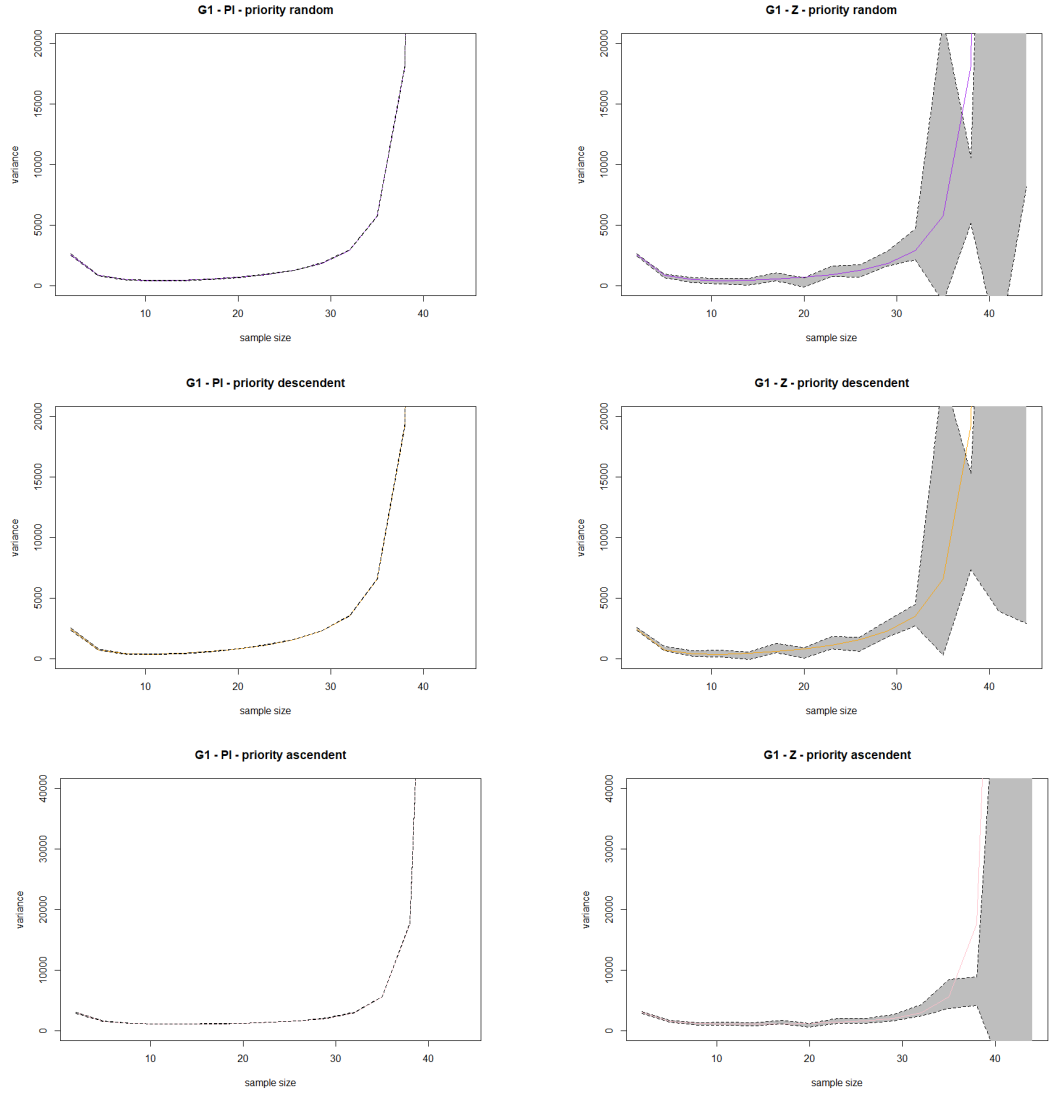 G1 - PI - priority random
variance
0 5000 10000 15000 20000
10 20 30 40
sample size
G1 - Z - priority random
variance
0 5000 10000 15000 20000
10 20 30 40
sample size
G1 - PI - priority descendent
variance
0 5000 10000 15000 20000
10 20 30 40
sample size
G1 - Z - priority descendent
variance
0 5000 10000 15000 20000
10 20 30 40
sample size
G1 - PI - priority ascendent
variance
0 10000 20000 30000 40000
10 20 30 40
sample size
G1 - Z - priority ascendent
variance
0 10000 20000 30000 40000
10 20 30 40
sample size